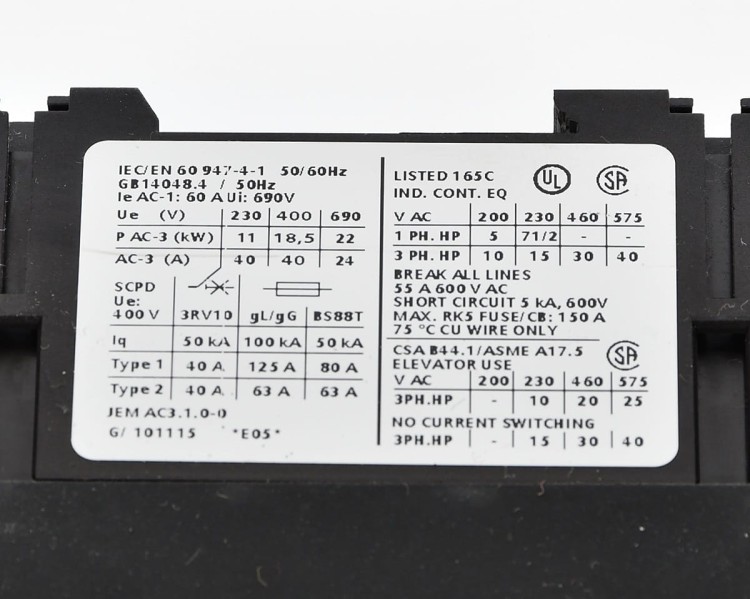 IEC/EN 60 947-4-1 50/60Hz
GB14048.4 / 50Hz
Ie AC-1: 60 A Ui: 690V
Ue (V) 230 400 690
P AC-3 (kW) 11 18,5 22
AC-3 (A) 40 40 24
SCPD
Ue:
400 V 3RV10 gL/gG BS88T
Iq 50 kA 100 kA 50 kA
Type 1 40 A 125 A 80 A
Type 2 40 A 63 A 63 A
JEM AC3.1.0-0
G/ 101115 *E05*
LISTED 165C UL SA
IND. CONT. EQ
V AC 200 230 460 575
1 PH. HP 5 71/2 - -
3 PH. HP 10 15 30 40
BREAK ALL LINES
55 A 600 V AC
SHORT CIRCUIT 5 kA, 600V
MAX. RK5 FUSE/CB: 150 A
75 °C CU WIRE ONLY
CSA B44.1/ASME A17.5 SA
ELEVATOR USE
V AC 200 230 460 575
3PH.HP - 10 20 25
NO CURRENT SWITCHING
3PH.HP - 15 30 40